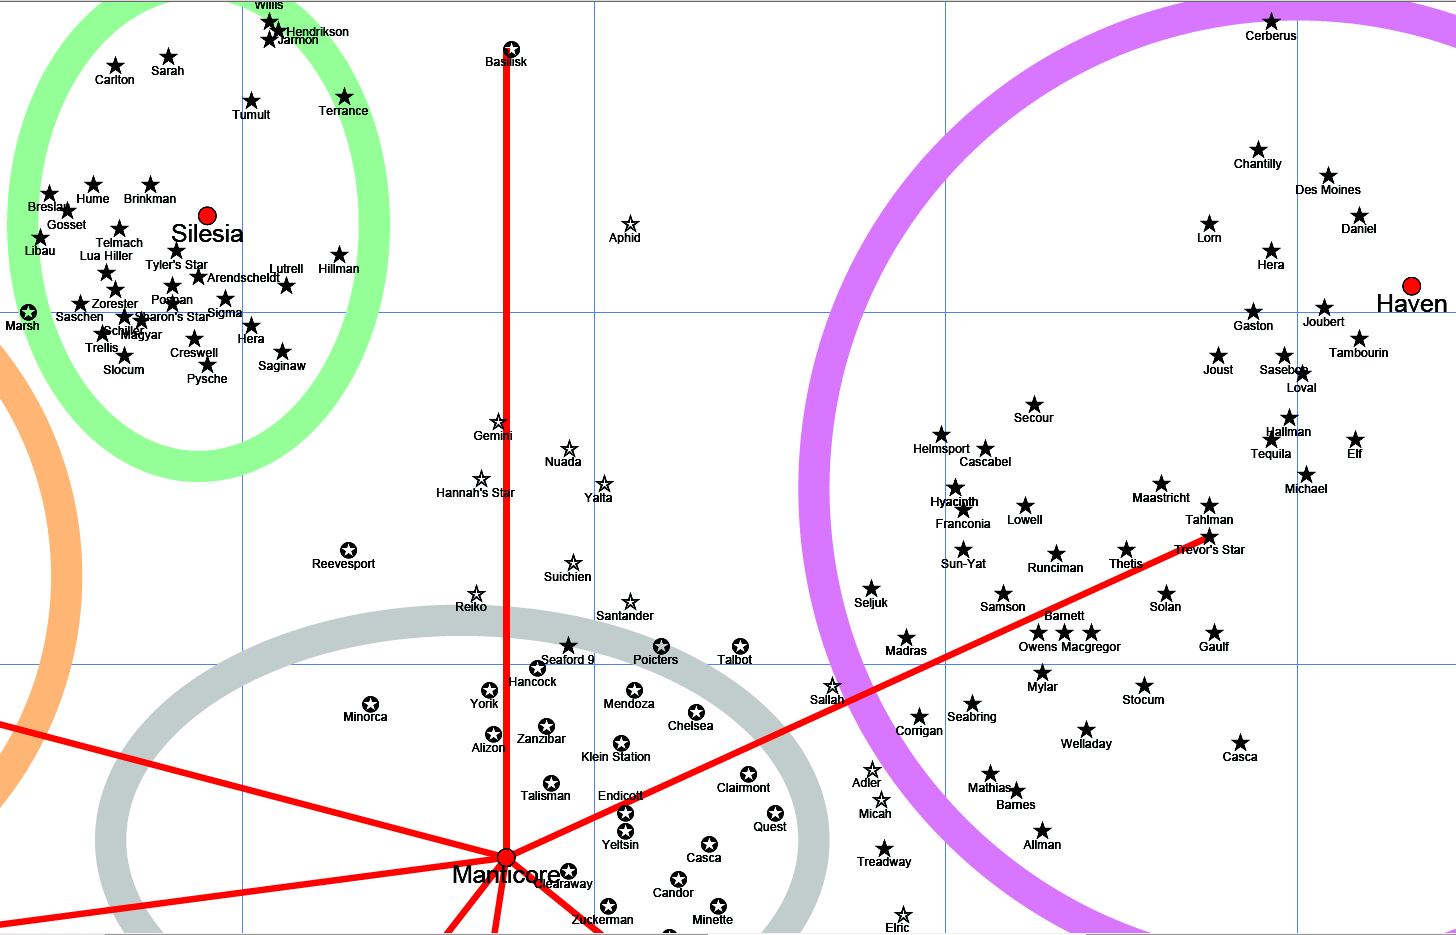 Willis
Hendrikson
Jarmon
Cerberus
Basilisk
Sarah
Carlton
Tumult
Terrance
Chantilly
Des Moines
Hume
Brinkman
Breslau
Gosset
Silesia
Daniel
Lorn
Aphid
Telmach
Libau
Lua Hiller
Tyler's Star
Hillman
Hera
Lutrell
Arendscheldt
Haven
Zorester
Posnan
Saschen
Sharon's Star
Sigma
Marsh
Schiller
Magyar
Hera
Gaston
Joubert
Trellis
Creswell
Tambourin
Slocum
Saginaw
Pysche
Joust
Sasebo
Loval
Secour
Gemini
Hallman
Helmsport
Tequila
Elf
Nuada
Cascabel
Hannah's Star
Yalta
Michael
Maastricht
Hyacinth
Franconia
Lowell
Tahlman
Trevor's Star
Reevesport
Suichien
Sun-Yat
Runciman
Thetis
Reiko
Santander
Seljuk
Samson
Solan
Barnett
Owens
Macgregor
Gaulf
Madras
Seaford 9
Poicters
Talbot
Hancock
Mylar
Yorik
Mendoza
Sallah
Stocum
Minorca
Chelsea
Seabring
Corrigan
Alizon
Zanzibar
Klein Station
Welladay
Casca
Talisman
Endicott
Clairmont
Adler
Mathias
Barnes
Micah
Quest
Yeltsin
Allman
Casca
Treadway
Manticore
Clearaway
Candor
Zuckerman
Minette
Elric